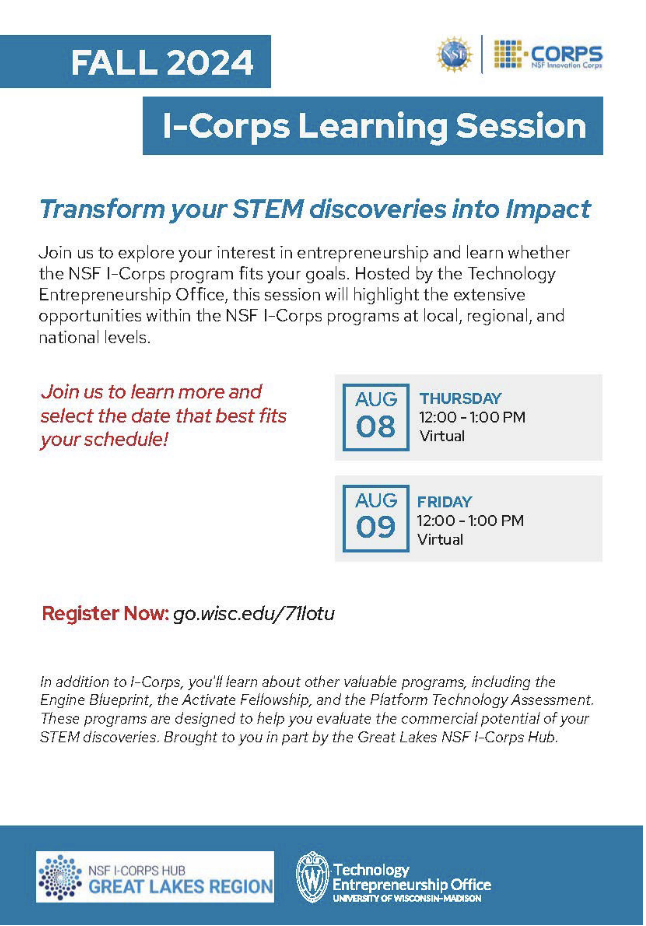 FALL 2024
NSF
I-CORPS
NSF Innovation Corps
I-Corps Learning Session
Transform your STEM discoveries into Impact
Join us to explore your interest in entrepreneurship and learn whether
the NSF I-Corps program fits your goals. Hosted by the Technology
Entrepreneurship Office, this session will highlight the extensive
opportunities within the NSF I-Corps programs at local, regional, and
national levels.
Join us to learn more and
select the date that best fits
your schedule!
AUG
08
THURSDAY
12:00 - 1:00 PM
Virtual
AUG
09
FRIDAY
12:00 - 1:00 PM
Virtual
Register Now: go.wisc.edu/71lotu
In addition to I-Corps, you'll learn about other valuable programs, including the
Engine Blueprint, the Activate Fellowship, and the Platform Technology Assessment.
These programs are designed to help you evaluate the commercial potential of your
STEM discoveries. Brought to you in part by the Great Lakes NSF I-Corps Hub.
NSF I-CORPS HUB
GREAT LAKES REGION
W
Technology
Entrepreneurship Office
UNIVERSITY OF WISCONSIN-MADISON